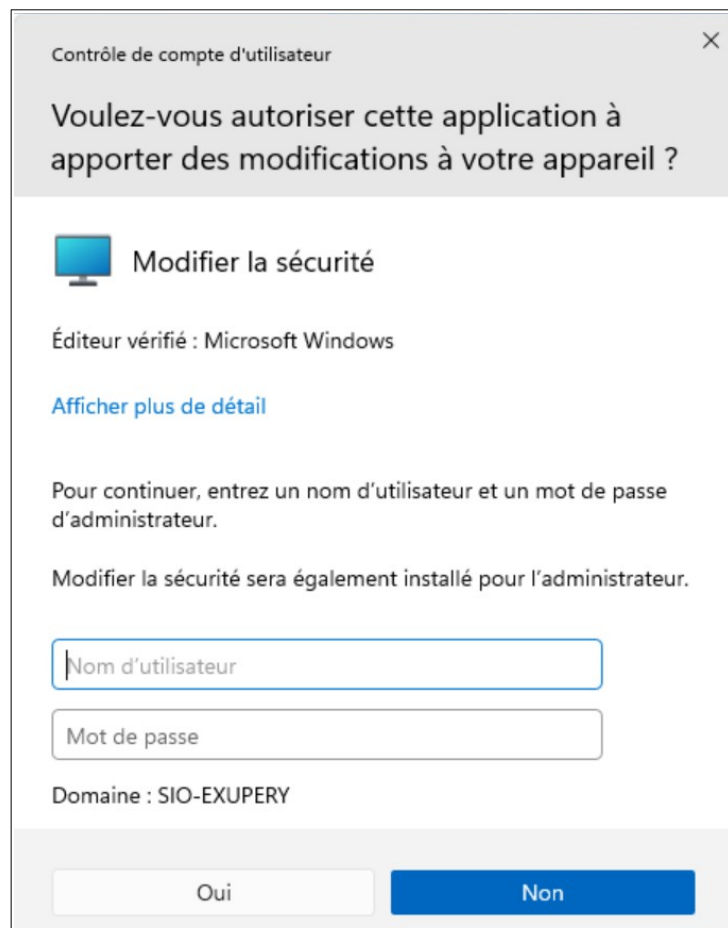 Contrôle de compte d'utilisateur
Voulez-vous autoriser cette application à
apporter des modifications à votre appareil ?
Modifier la sécurité
Éditeur vérifié : Microsoft Windows
Afficher plus de détail
Pour continuer, entrez un nom d’utilisateur et un mot de passe
d’administrateur.
Modifier la sécurité sera également installé pour l’administrateur.
Nom d’utilisateur
Mot de passe
Domaine : SIO-EXUPERY
Oui
Non